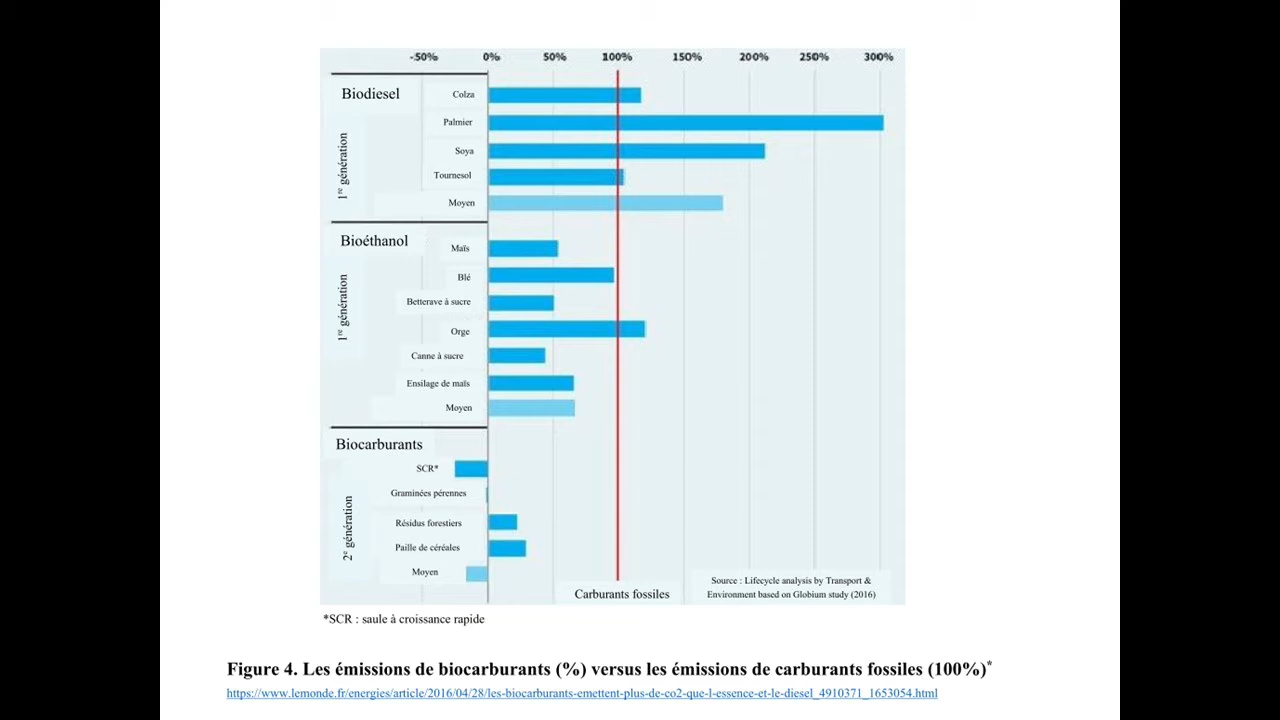 -50% 0% 50% 100% 150% 200% 250% 300%
Biodiesel
1re génération
Colza
Palmier
Soya
Tournesol
Moyen
Bioéthanol
1re génération
Maïs
Blé
Betterave à sucre
Orge
Canne à sucre
Ensilage de maïs
Moyen
Biocarburants
2e génération
SCR*
Graminées pérennes
Résidus forestiers
Paille de céréales
Moyen
Carburants fossiles
Source : Lifecycle analysis by Transport &
Environment based on Globium study (2016)
*SCR : saule à croissance rapide
Figure 4. Les émissions de biocarburants (%) versus les émissions de carburants fossiles (100%)*
https://www.lemonde.fr/energies/article/2016/04/28/les-biocarburants-emettent-plus-de-co2-que-l-essence-et-le-diesel_4910371_1653054.html